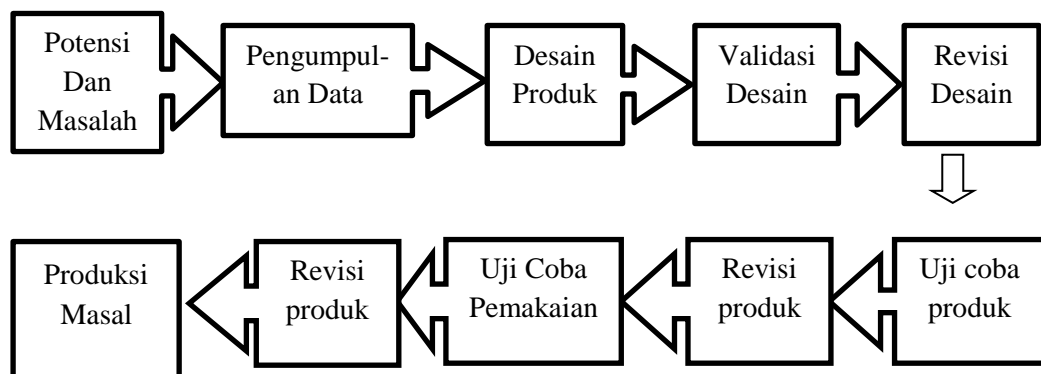 Potensi
Dan
Masalah
Pengumpul-
an Data
Desain
Produk
Validasi
Desain
Revisi
Desain
Produksi
Masal
Revisi
produk
Uji Coba
Pemakaian
Revisi
produk
Uji coba
produk